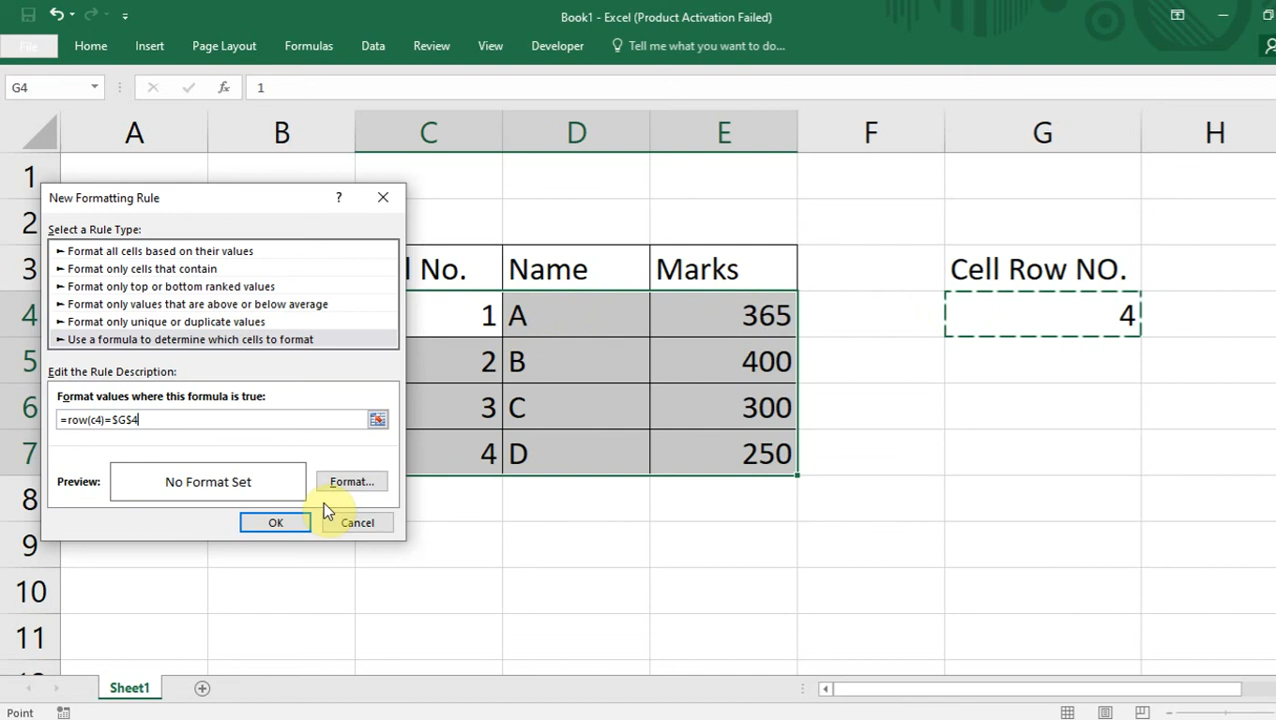 Book1 - Excel (Product Activation Failed)
File Home Insert Page Layout Formulas Data Review View Developer Tell me what you want to do...
G4 fx 1
A B C D E F G H
1
New Formatting Rule ?
Select a Rule Type:
► Format all cells based on their values
► Format only cells that contain
► Format only top or bottom ranked values
► Format only values that are above or below average
► Format only unique or duplicate values
► Use a formula to determine which cells to format
Edit the Rule Description:
Format values where this formula is true:
=row(c4)=$G$4
Preview: No Format Set Format...
OK Cancel
2
3 l No. Name Marks Cell Row NO.
4 1 A 365 4
5 2 B 400
6 3 C 300
7 4 D 250
8
9
10
11
Sheet1
Point